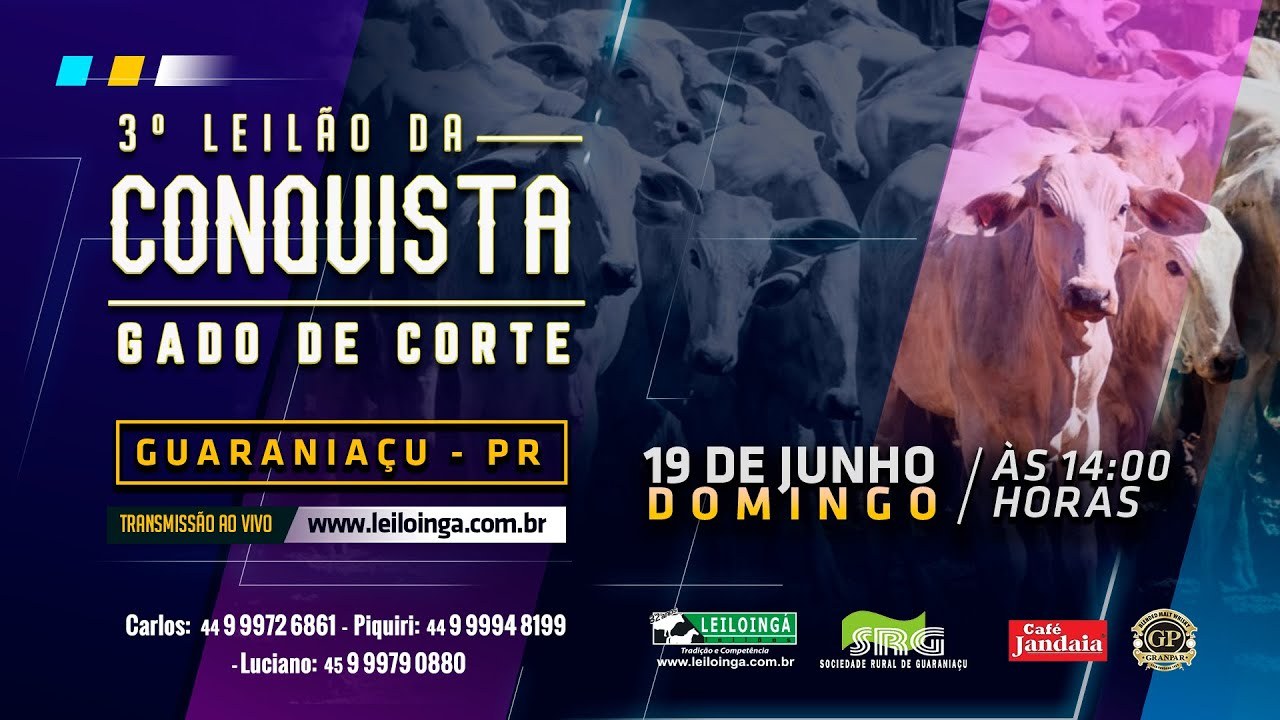 3º LEILÃO DA
CONQUISTA
GADO DE CORTE
GUARANIAÇU - PR
TRANSMISSÃO AO VIVO www.leiloinga.com.br
19 DE JUNHO
DOMINGO
ÀS 14:00
HORAS
Carlos: 44 9 9972 6861 - Piquiri: 44 9 9994 8199
-Luciano: 45 9 9979 0880
LEILOINGÁ
Tradição e Competência
www.leiloinga.com.br
SRG
SOCIEDADE RURAL DE GUARANIAÇU
Café
Jandaia
GP
GRANPAR